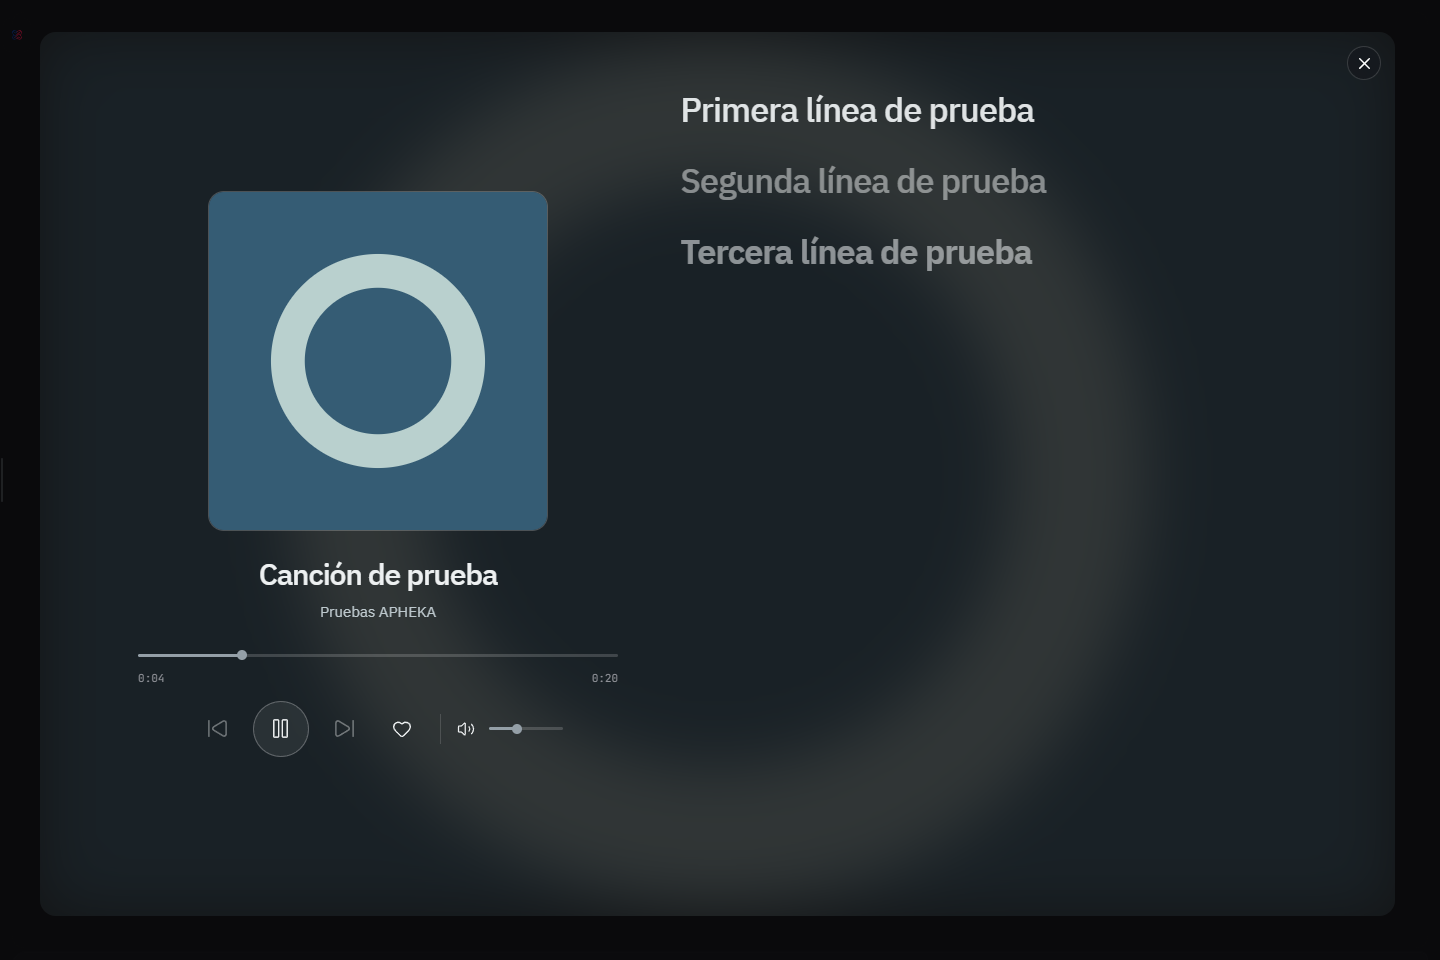 Primera línea de prueba
Segunda línea de prueba
Tercera línea de prueba
Canción de prueba
Pruebas APHEKA
0:04
0:20